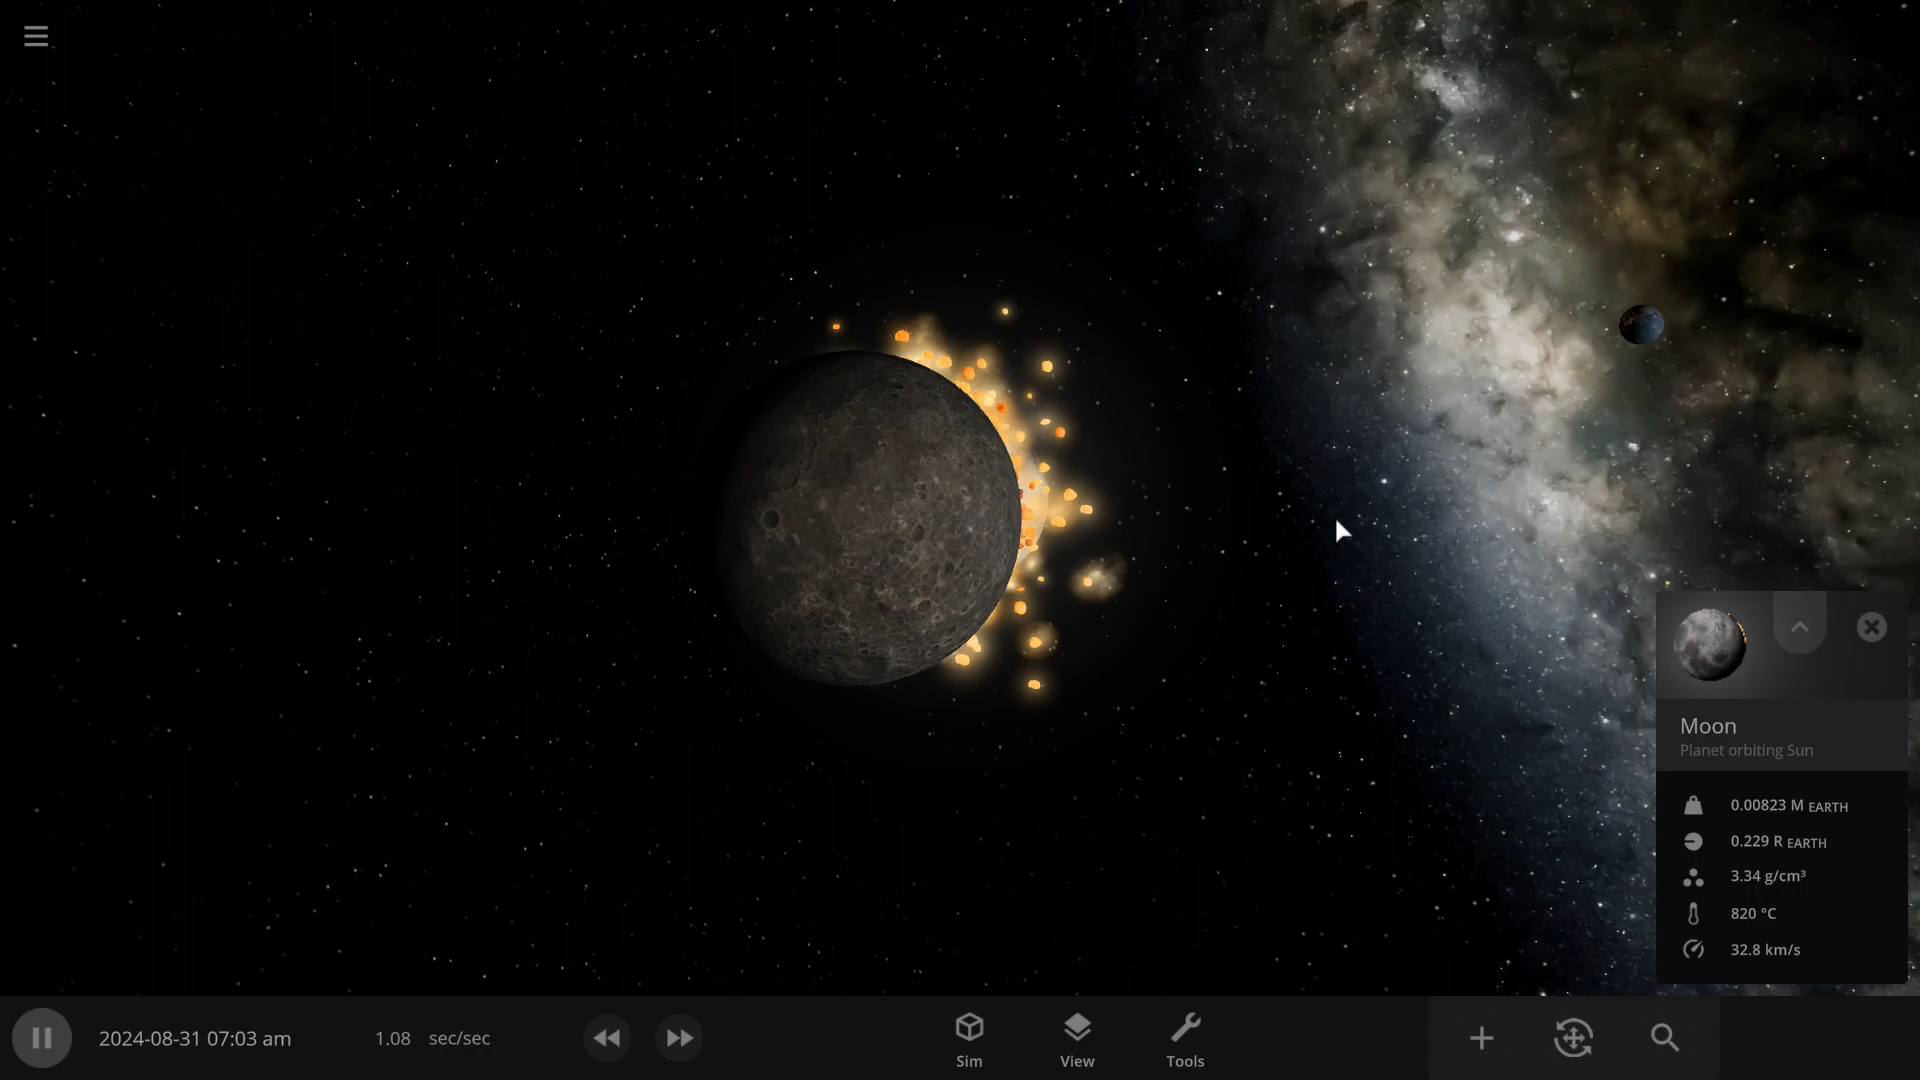 Moon
Planet orbiting Sun
0.00823 M EARTH
0.229 R EARTH
3.34 g/cm³
820 °C
32.8 km/s
2024-08-31 07:03 am
1.08 sec/sec
Sim
View
Tools